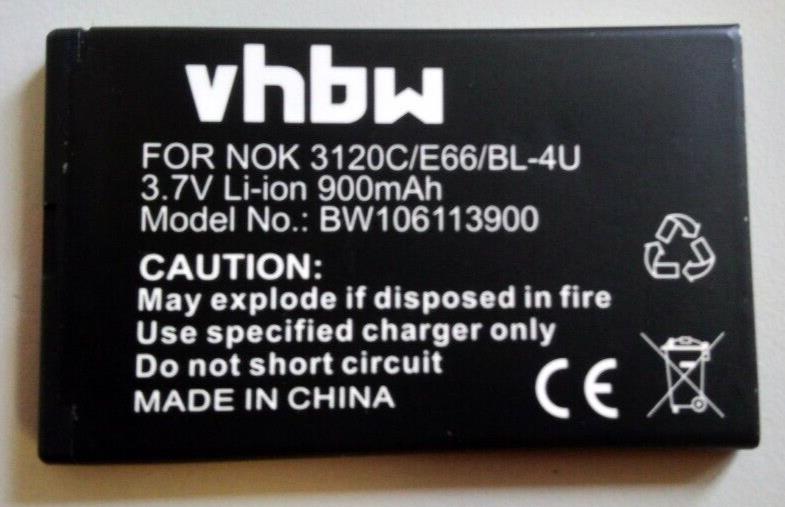 vhbw
FOR NOK 3120C/E66/BL-4U
3.7V Li-ion 900mAh
Model No.: BW106113900
CAUTION:
May explode if disposed in fire
Use specified charger only
Do not short circuit
MADE IN CHINA
CE